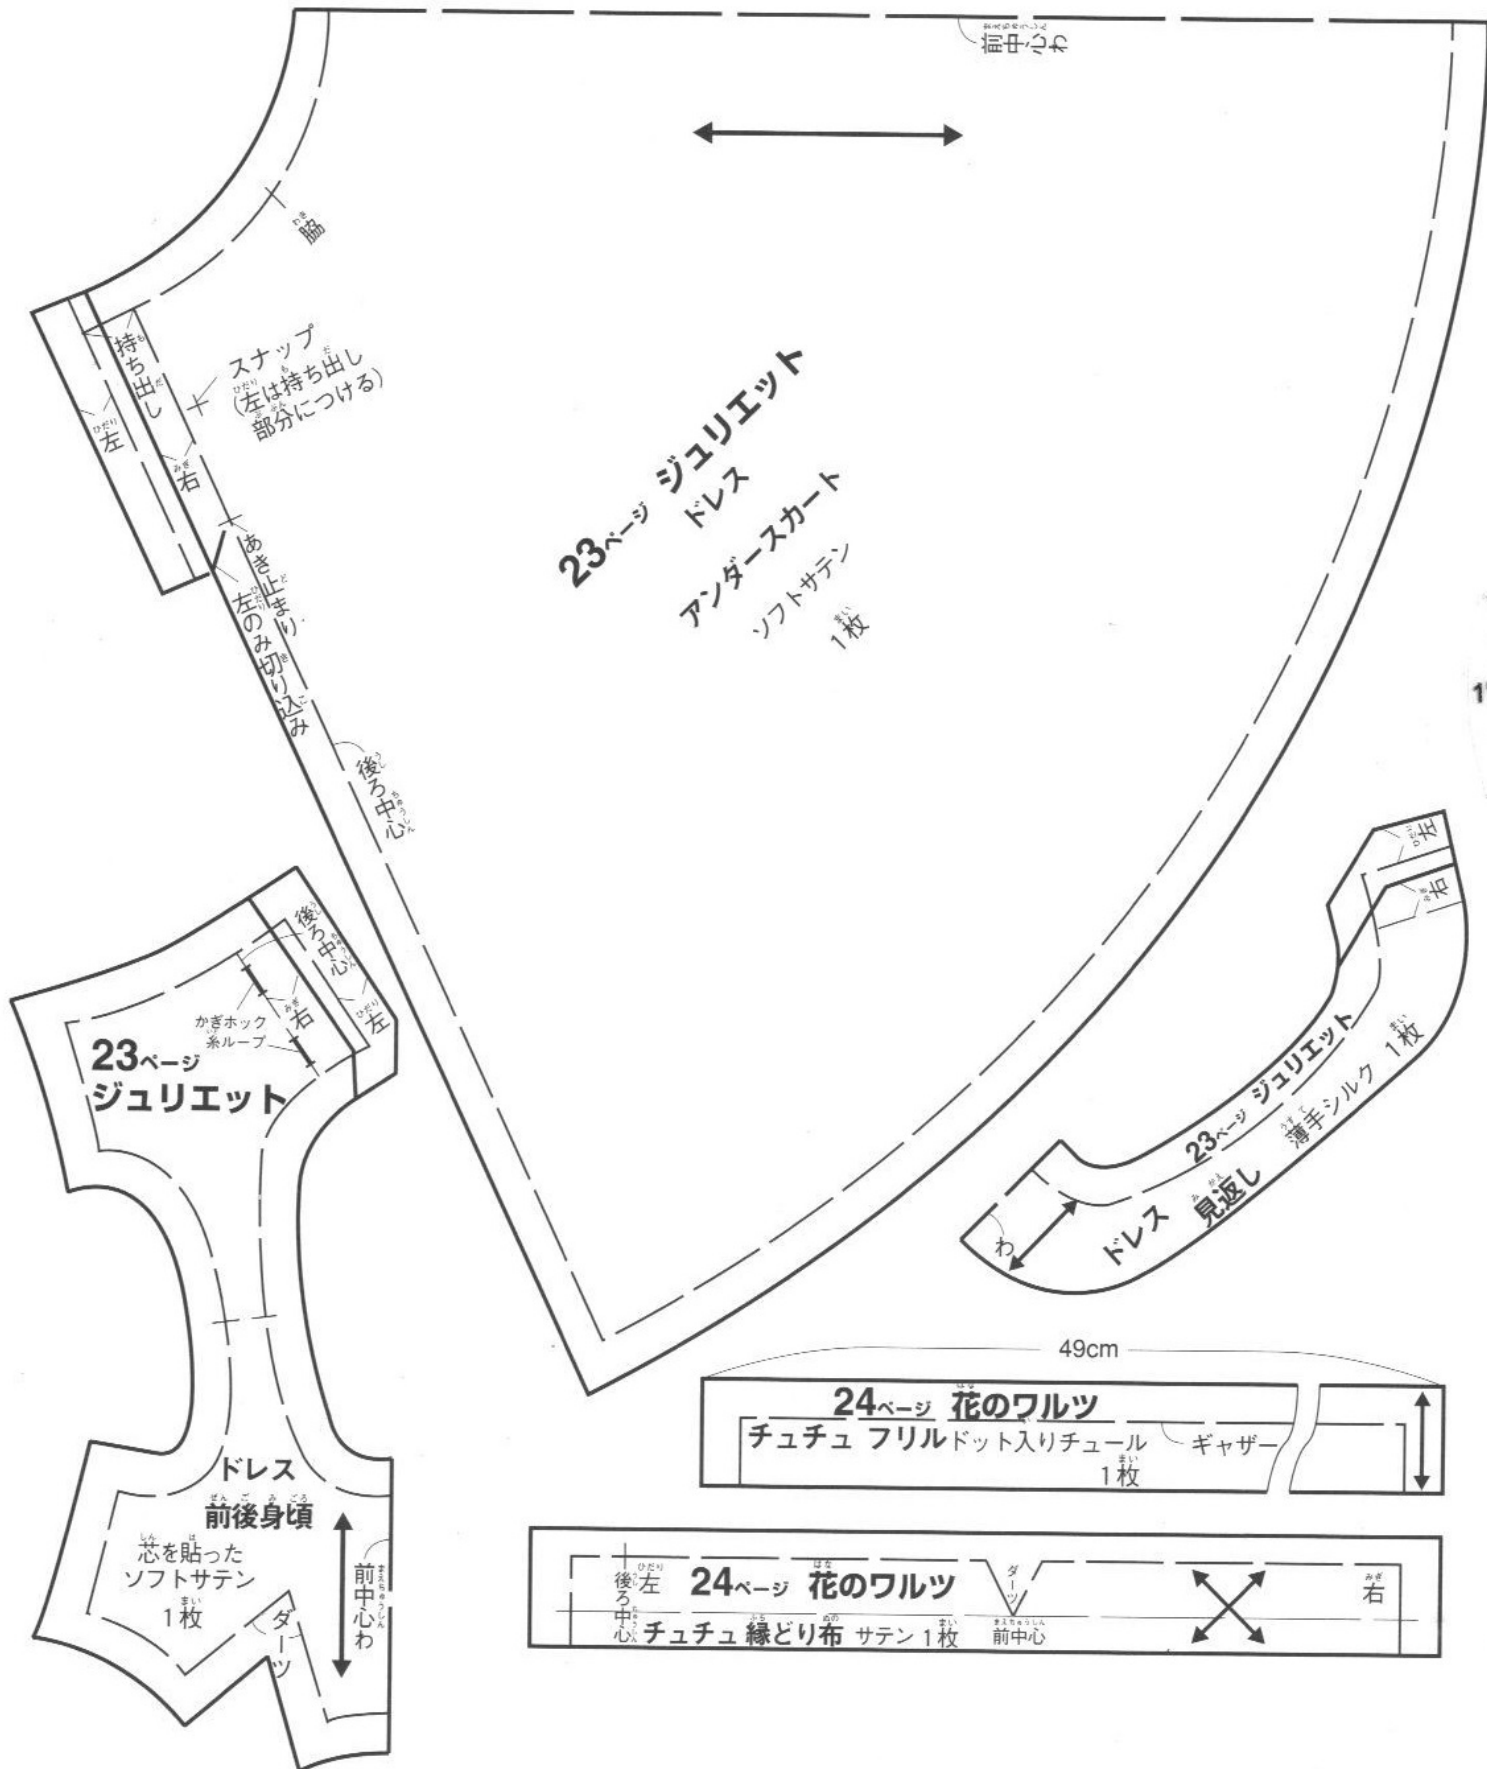 前中心わ
脇
持ち出し
スナップ
(左は持ち出し
部分につける)
左
右
あき止まり
左のみ切り込み
後ろ中心
23ページ ジュリエット
ドレス
アンダースカート
ソフトサテン
1枚
左
右
23ページ ジュリエット
ドレス 見返し 薄手シルク 1枚
わ
後ろ中心
かぎホック
糸ループ
右
左
23ページ
ジュリエット
ドレス
前後身頃
芯を貼った
ソフトサテン
1枚
ダーツ
前中心わ
49cm
24ページ 花のワルツ
チュチュ フリル ドット入りチュール
1枚
ギャザー
後ろ中心
左
24ページ 花のワルツ
チュチュ 縁どり布 サテン 1枚
ダーツ
前中心
右